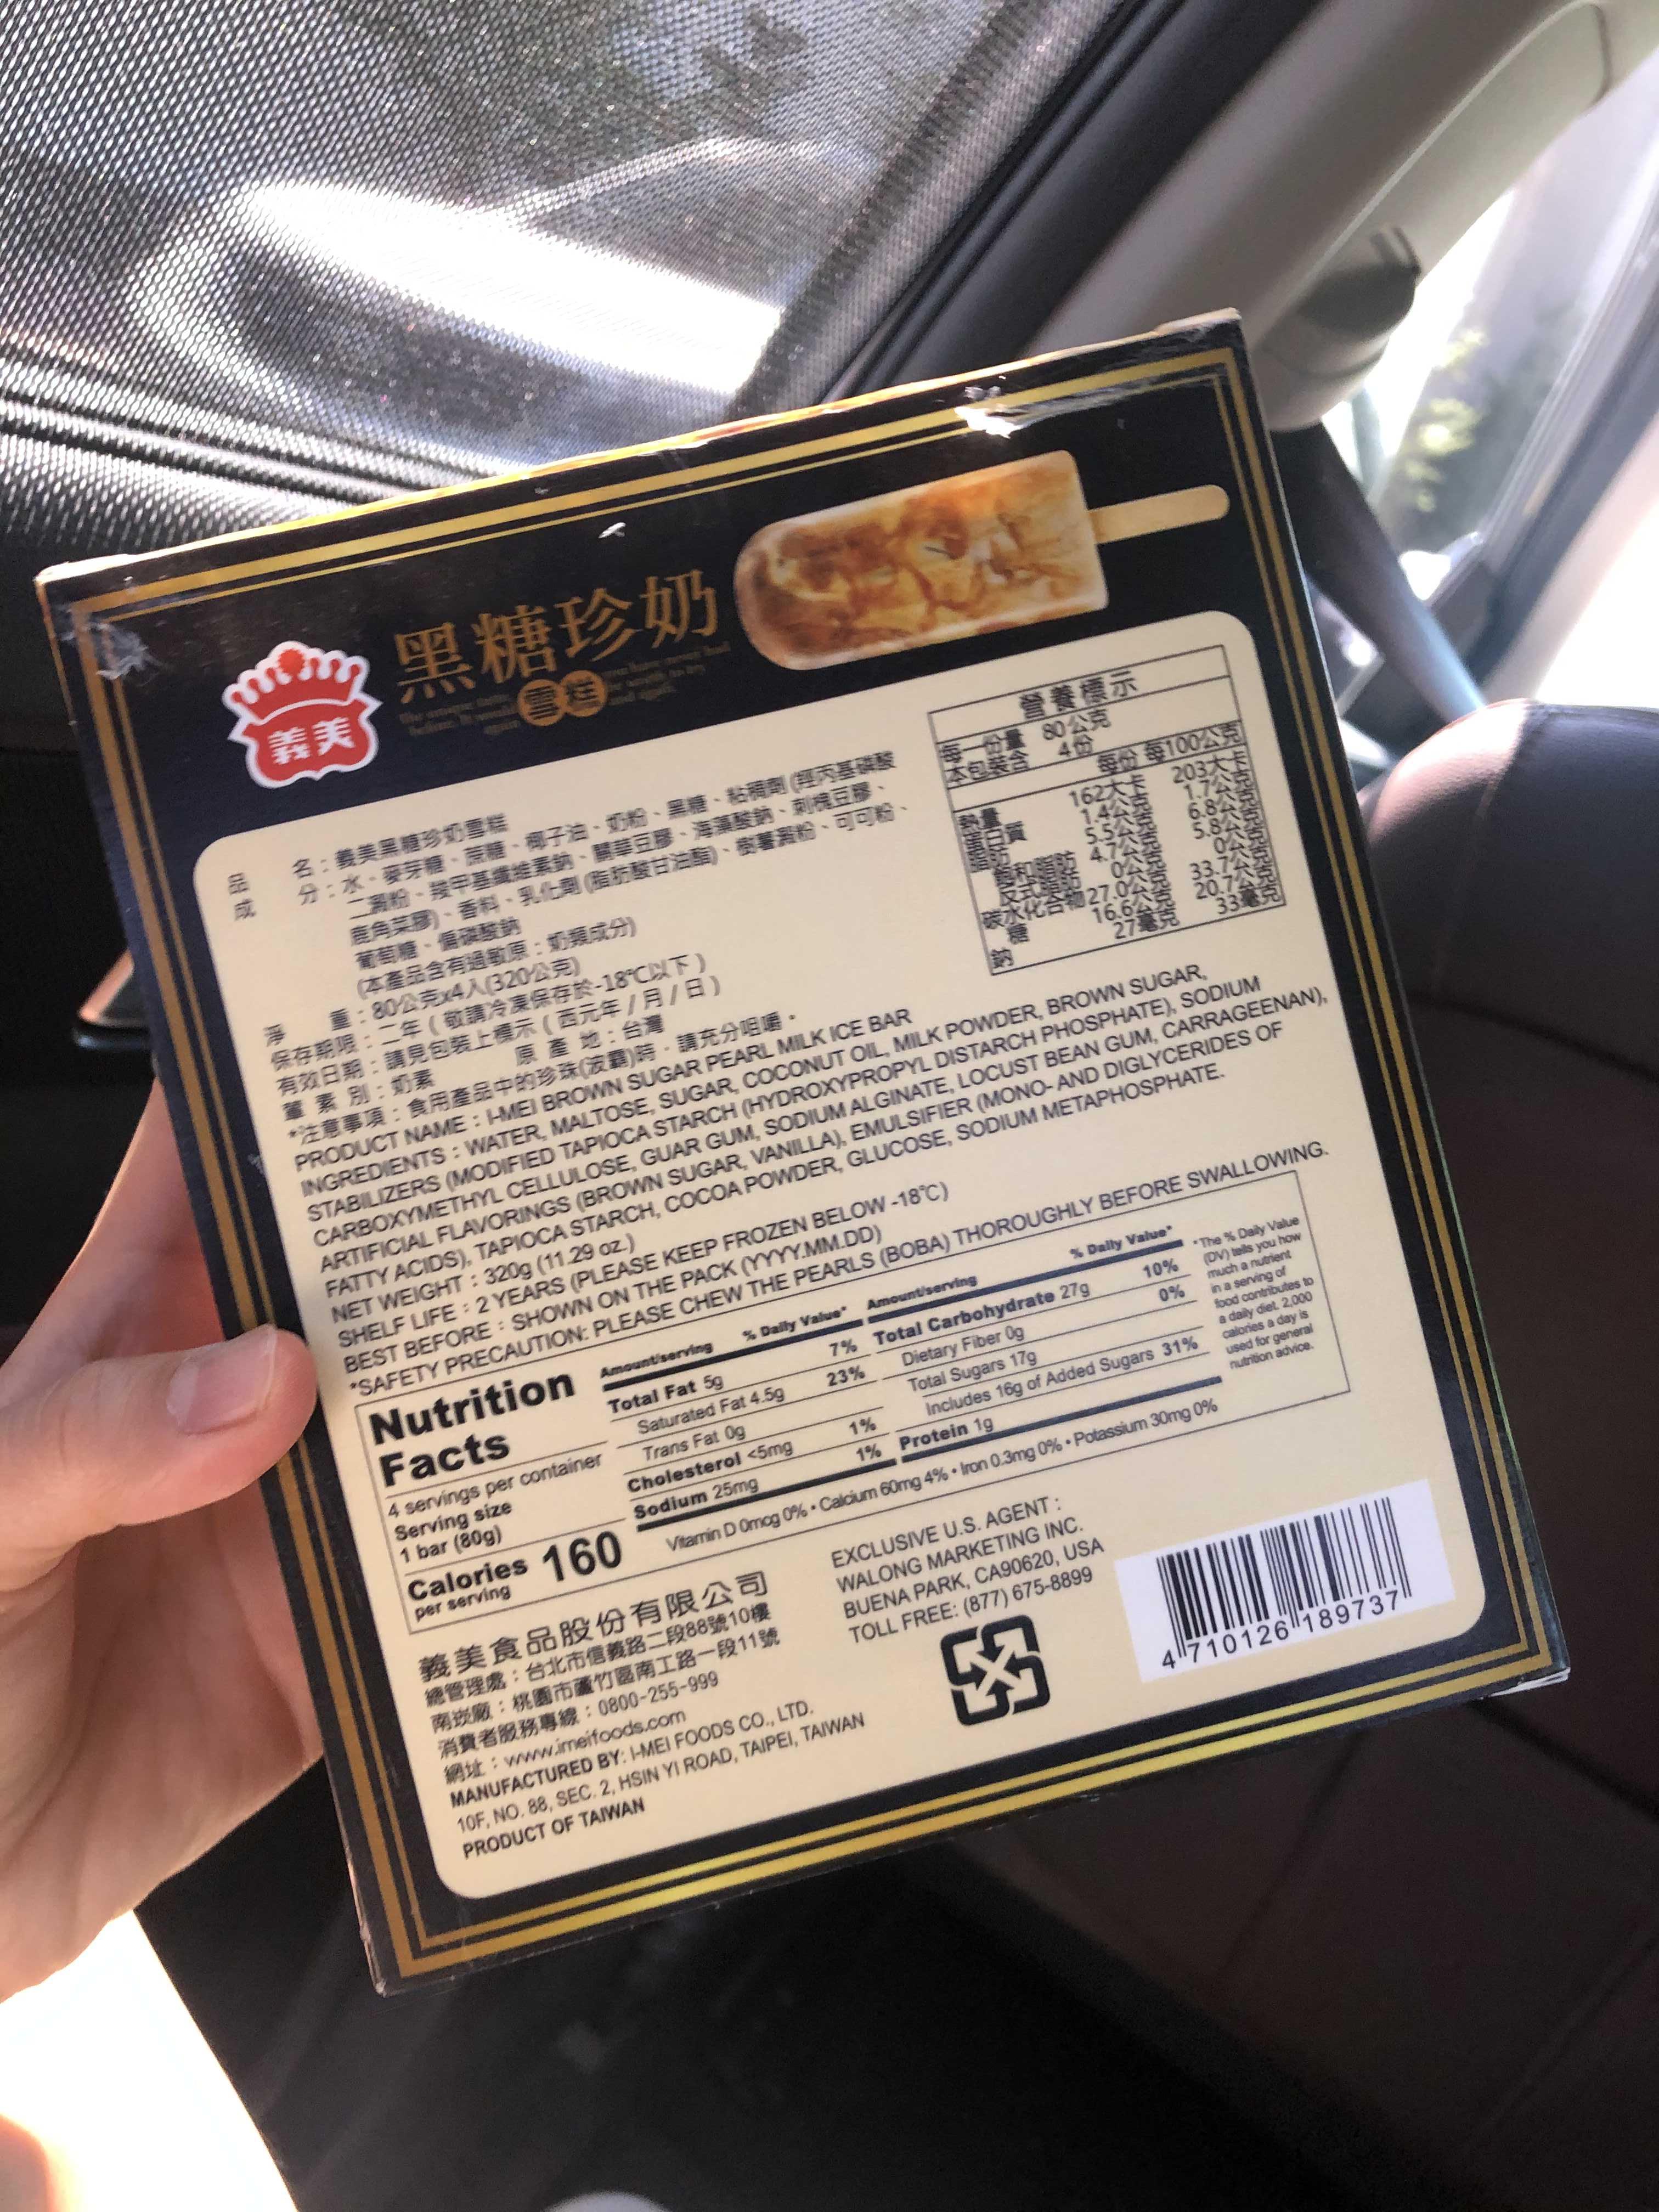 義美
黑糖珍奶
雪糕
品　名：義美黑糖珍奶雪糕
成　分：水、麥芽糖、蔗糖、椰子油、奶粉、黑糖、粘稠劑(羥丙基磷酸
二澱粉、羧甲基纖維素鈉、關華豆膠、海藻酸鈉、刺槐豆膠、
鹿角菜膠)、香料、乳化劑(脂肪酸甘油酯)、樹薯澱粉、可可粉、
葡萄糖、偏磷酸鈉
(本產品含有過敏原：奶類成分)
淨　重：80公克x4入(320公克)
保存期限：二年(敬請冷凍保存於-18℃以下)
有效日期：請見包裝上標示(西元年/月/日)
葷素別：奶素　原產地：台灣
*注意事項：食用產品中的珍珠(波霸)時，請充分咀嚼。
營養標示
每一份量 80公克
本包裝含 4份
每份 每100公克
熱量 162大卡 203大卡
蛋白質 1.4公克 1.7公克
脂肪 5.5公克 6.8公克
飽和脂肪 4.7公克 5.8公克
反式脂肪 0公克 0公克
碳水化合物 27.0公克 33.7公克
糖 16.6公克 20.7公克
鈉 27毫克 33毫克
PRODUCT NAME : I-MEI BROWN SUGAR PEARL MILK ICE BAR
INGREDIENTS : WATER, MALTOSE, SUGAR, COCONUT OIL, MILK POWDER, BROWN SUGAR,
STABILIZERS (MODIFIED TAPIOCA STARCH (HYDROXYPROPYL DISTARCH PHOSPHATE), SODIUM
CARBOXYMETHYL CELLULOSE, GUAR GUM, SODIUM ALGINATE, LOCUST BEAN GUM, CARRAGEENAN),
ARTIFICIAL FLAVORINGS (BROWN SUGAR, VANILLA), EMULSIFIER (MONO- AND DIGLYCERIDES OF
FATTY ACIDS), TAPIOCA STARCH, COCOA POWDER, GLUCOSE, SODIUM METAPHOSPHATE.
NET WEIGHT : 320g (11.29 oz.)
SHELF LIFE : 2 YEARS (PLEASE KEEP FROZEN BELOW -18℃)
BEST BEFORE : SHOWN ON THE PACK (YYYY.MM.DD)
*SAFETY PRECAUTION: PLEASE CHEW THE PEARLS (BOBA) THOROUGHLY BEFORE SWALLOWING.
Nutrition
Facts
4 servings per container
Serving size
1 bar (80g)
Calories 160
per serving
Amount/serving % Daily Value*
Total Fat 5g 7%
Saturated Fat 4.5g 23%
Trans Fat 0g
Cholesterol <5mg 1%
Sodium 25mg 1%
Amount/serving % Daily Value*
Total Carbohydrate 27g 10%
Dietary Fiber 0g 0%
Total Sugars 17g
Includes 16g of Added Sugars 31%
Protein 1g
Vitamin D 0mcg 0% • Calcium 60mg 4% • Iron 0.3mg 0% • Potassium 30mg 0%
*The % Daily Value
(DV) tells you how
much a nutrient
in a serving of
food contributes to
a daily diet. 2,000
calories a day is
used for general
nutrition advice.
義美食品股份有限公司
總管理處：台北市信義路二段88號10樓
南崁廠：桃園市蘆竹區南工路一段11號
消費者服務專線：0800-255-999
網址：www.imeifoods.com
MANUFACTURED BY: I-MEI FOODS CO., LTD.
10F, NO. 88, SEC. 2, HSIN YI ROAD, TAIPEI, TAIWAN
PRODUCT OF TAIWAN
EXCLUSIVE U.S. AGENT :
WALONG MARKETING INC.
BUENA PARK, CA90620, USA
TOLL FREE: (877) 675-8899
4 710126 189737